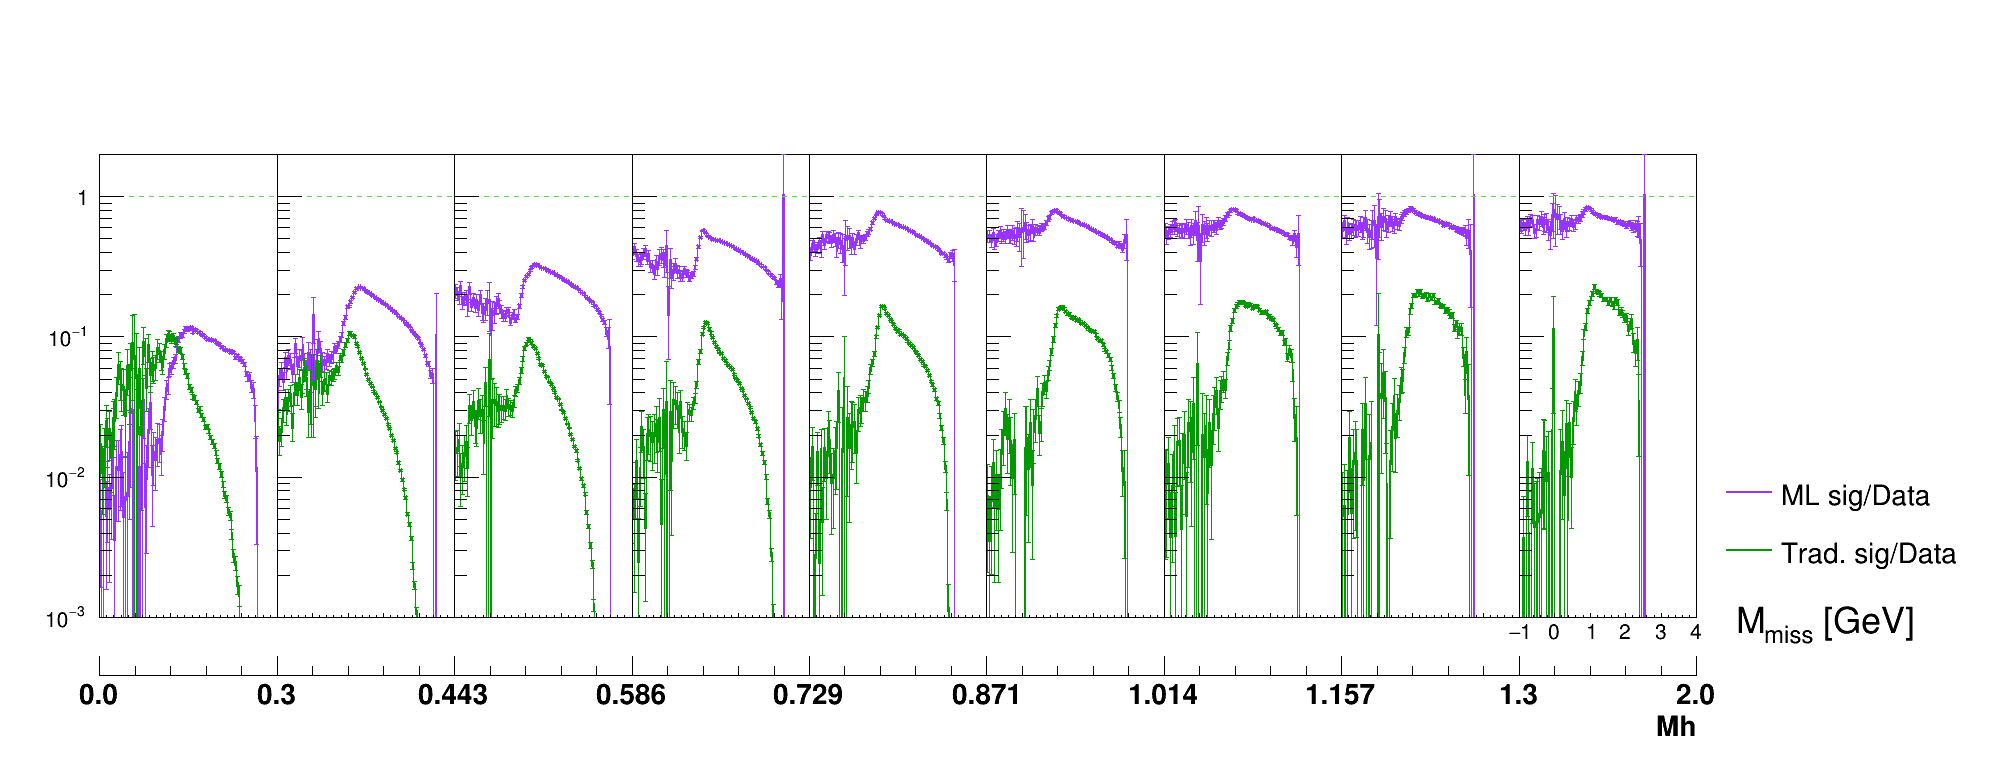 1
10−1
10−2
10−3
ML sig/Data
Trad. sig/Data
Mmiss [GeV]
−1 0 1 2 3 4
0.0 0.3 0.443 0.586 0.729 0.871 1.014 1.157 1.3 2.0
Mh